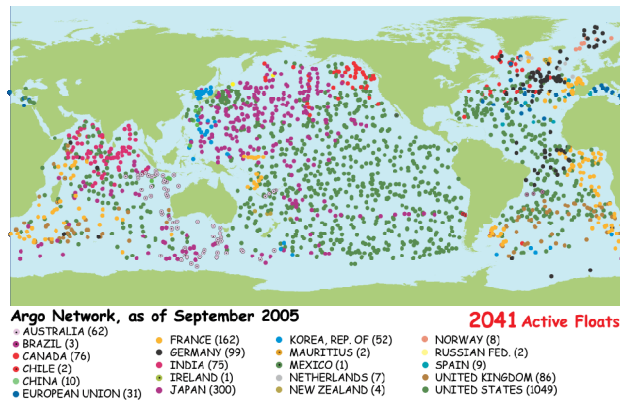 Argo Network, as of September 2005
2041 Active Floats
AUSTRALIA (62)
BRAZIL (3)
CANADA (76)
CHILE (2)
CHINA (10)
EUROPEAN UNION (31)
FRANCE (162)
GERMANY (99)
INDIA (75)
IRELAND (1)
JAPAN (300)
KOREA, REP. OF (52)
MAURITIUS (2)
MEXICO (1)
NETHERLANDS (7)
NEW ZEALAND (4)
NORWAY (8)
RUSSIAN FED. (2)
SPAIN (9)
UNITED KINGDOM (86)
UNITED STATES (1049)